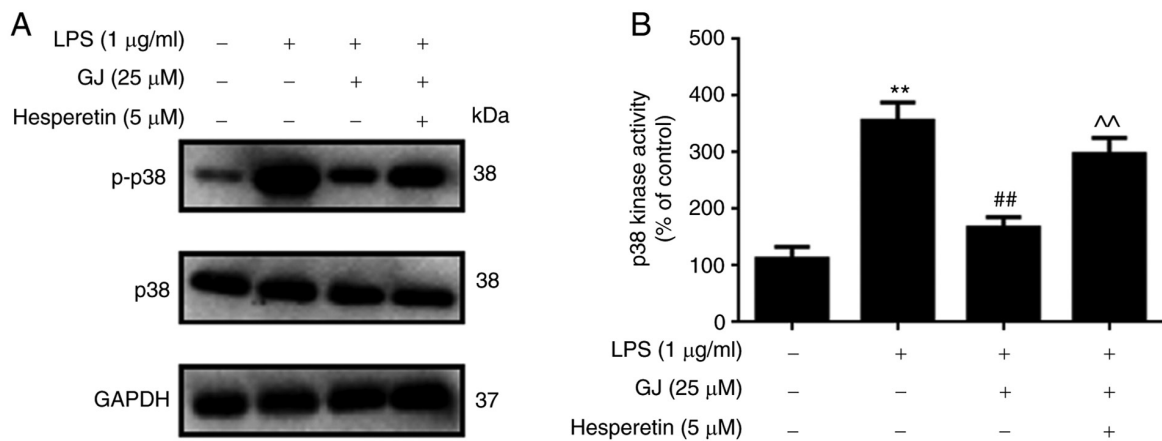 A
LPS (1 μg/ml) – + + +
GJ (25 μM) – – + +
Hesperetin (5 μM) – – – + kDa
p-p38 38
p38 38
GAPDH 37
B
p38 kinase activity
(% of control)
500
400
300
200
100
0
**
##
^^
LPS (1 μg/ml) – + + +
GJ (25 μM) – – + +
Hesperetin (5 μM) – – – +